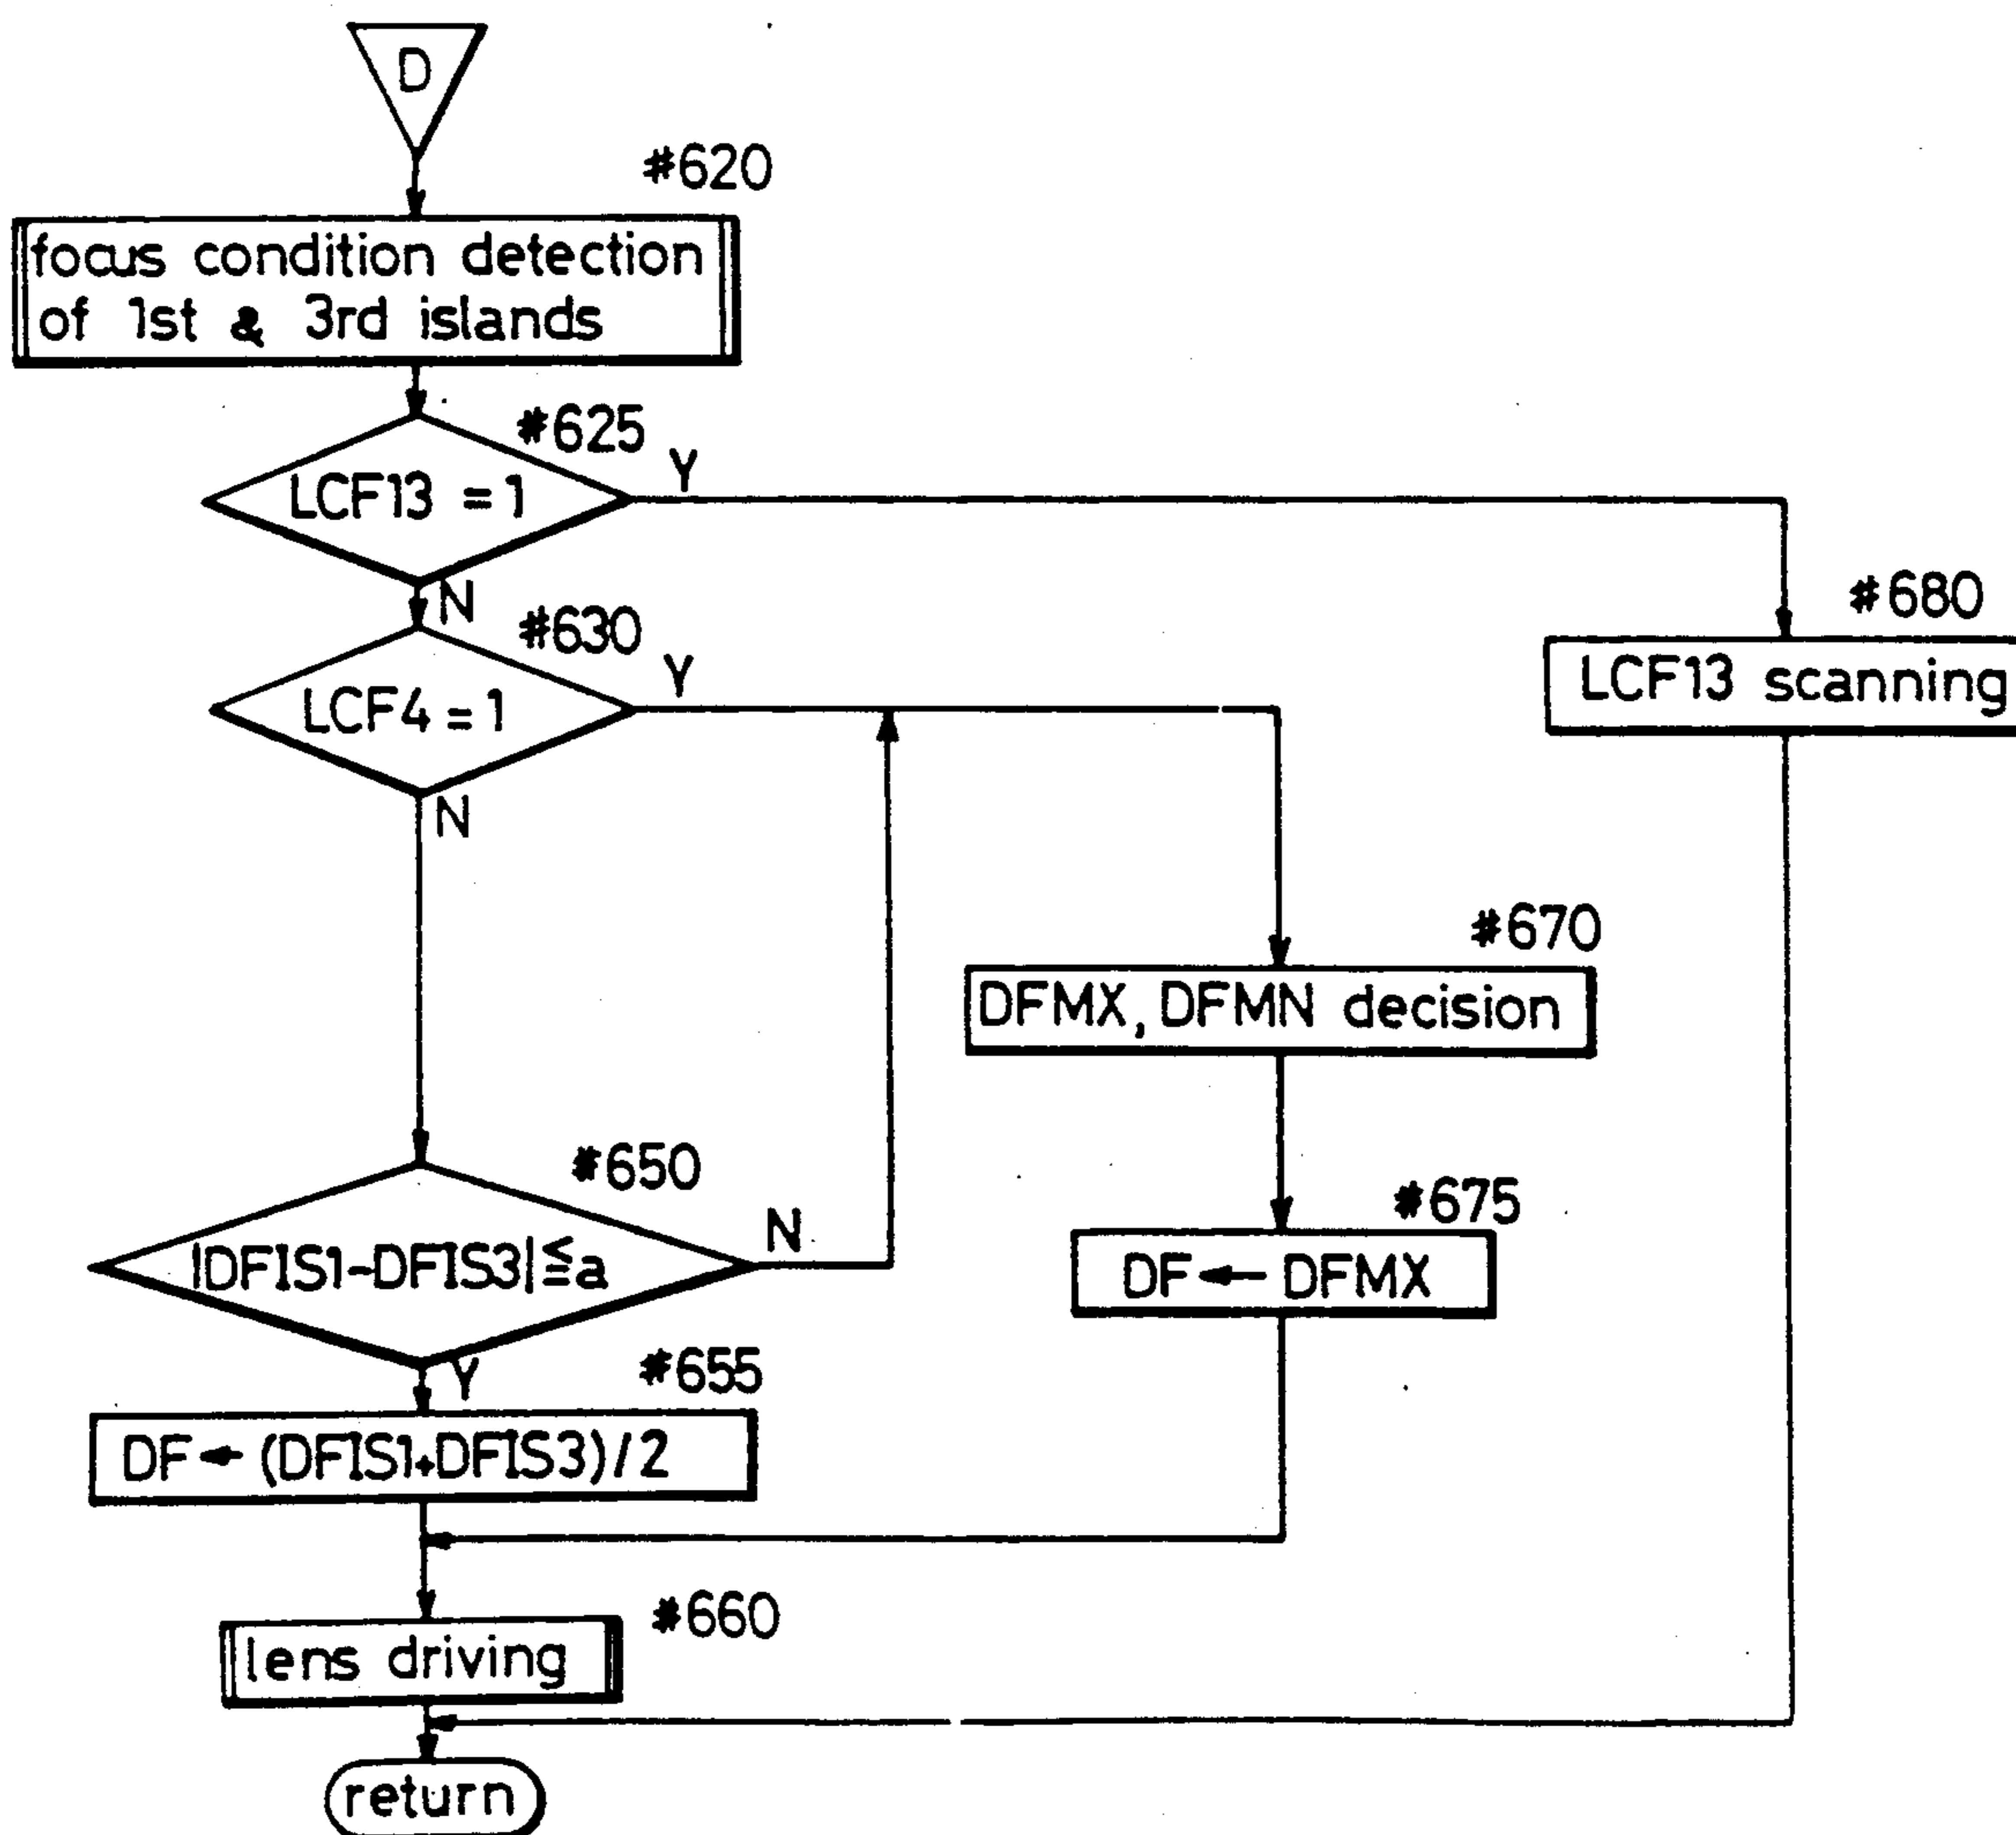 D
#620
focus condition detection
of 1st & 3rd islands
#625
LCF13 = 1
Y
N
#630
LCF4 = 1
Y
N
#680
LCF13 scanning
#670
DFMX, DFMN decision
#650
|DFIS1-DFIS3|≦a
N
Y
#675
DF ← DFMX
#655
DF ← (DFIS1+DFIS3)/2
#660
lens driving
return